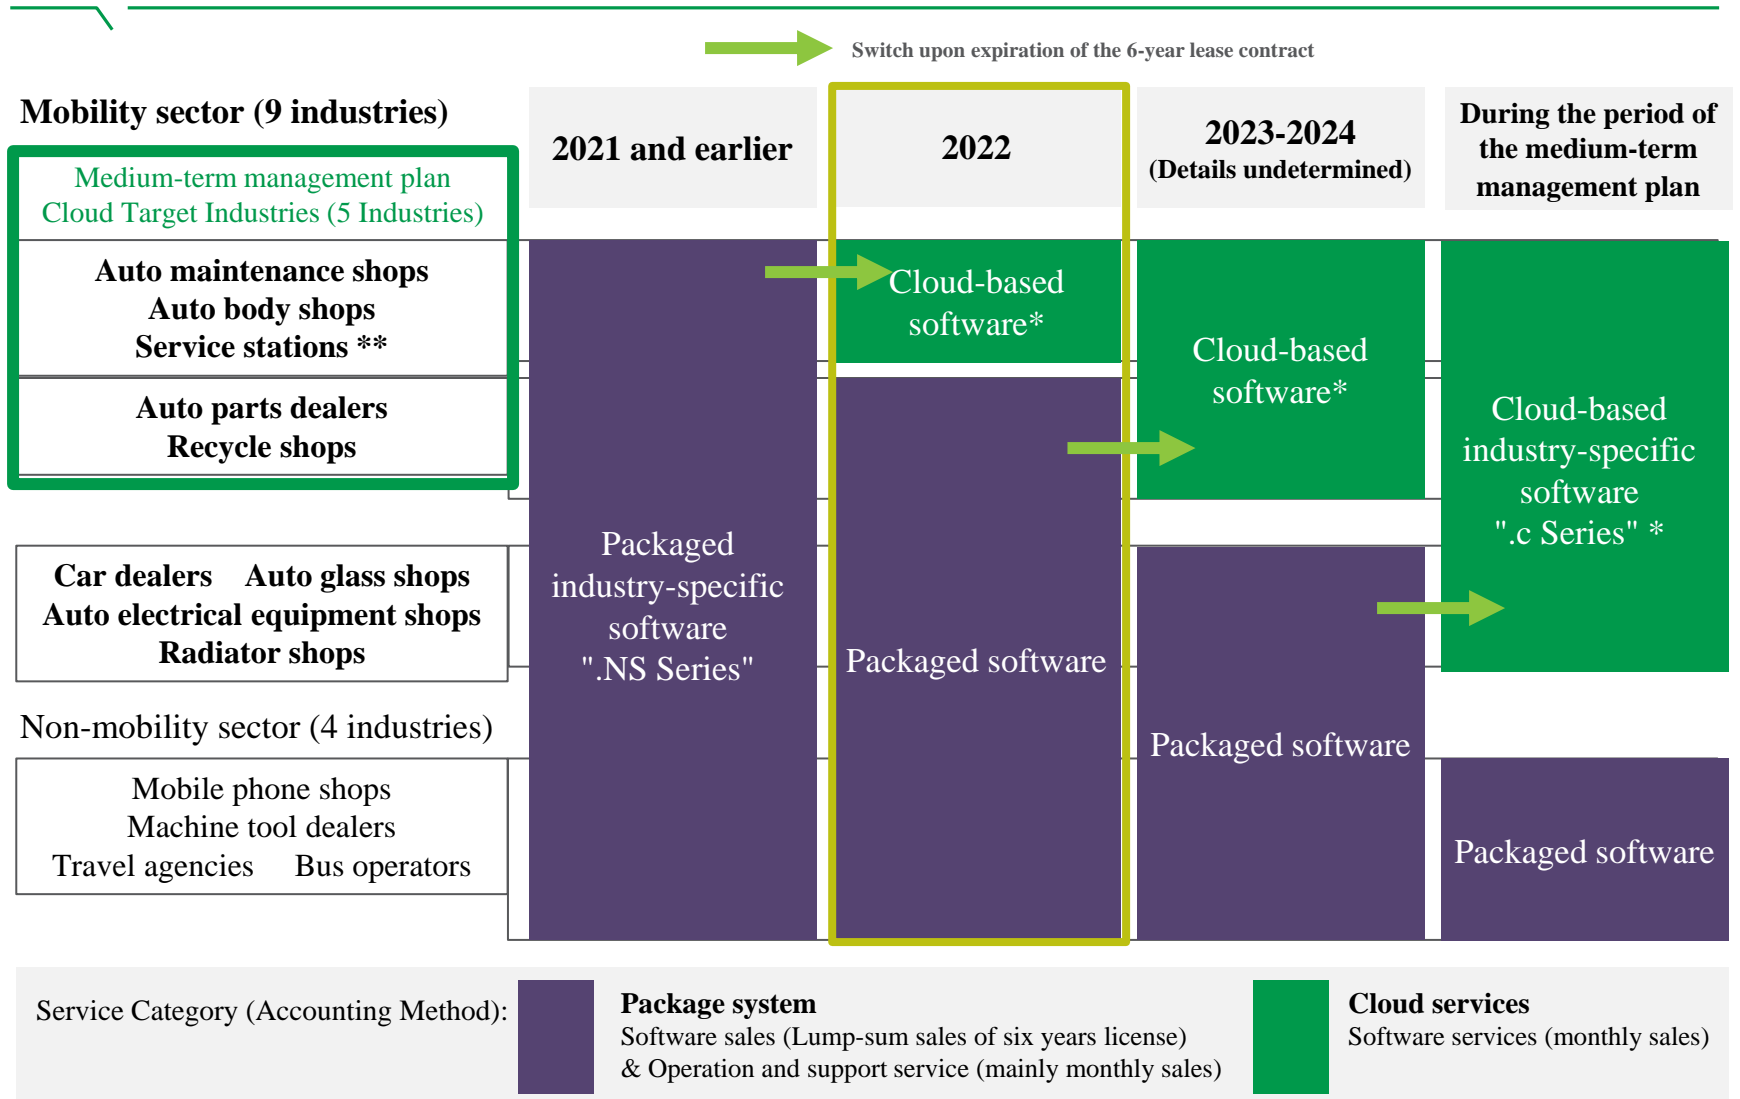 Switch upon expiration of the 6-year lease contract
Mobility sector (9 industries)
2021 and earlier
2022
2023-2024
(Details undetermined)
During the period of
the medium-term
management plan
Medium-term management plan
Cloud Target Industries (5 Industries)
Auto maintenance shops
Auto body shops
Service stations **
Auto parts dealers
Recycle shops
Car dealers Auto glass shops
Auto electrical equipment shops
Radiator shops
Non-mobility sector (4 industries)
Mobile phone shops
Machine tool dealers
Travel agencies Bus operators
Packaged
industry-specific
software
".NS Series"
Cloud-based
software*
Packaged software
Cloud-based
software*
Packaged software
Cloud-based
industry-specific
software
".c Series" *
Packaged software
Service Category (Accounting Method):
Package system
Software sales (Lump-sum sales of six years license)
& Operation and support service (mainly monthly sales)
Cloud services
Software services (monthly sales)